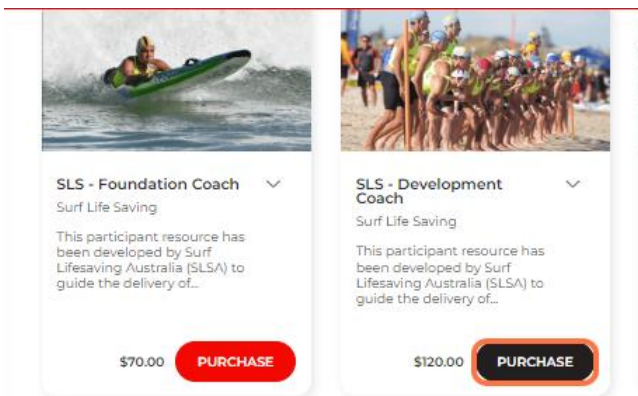 SLS - Foundation Coach
Surf Life Saving
This participant resource has
been developed by Surf
Lifesaving Australia (SLSA) to
guide the delivery of...
$70.00 PURCHASE
SLS - Development
Coach
Surf Life Saving
This participant resource has
been developed by Surf
Lifesaving Australia (SLSA) to
guide the delivery of...
$120.00 PURCHASE